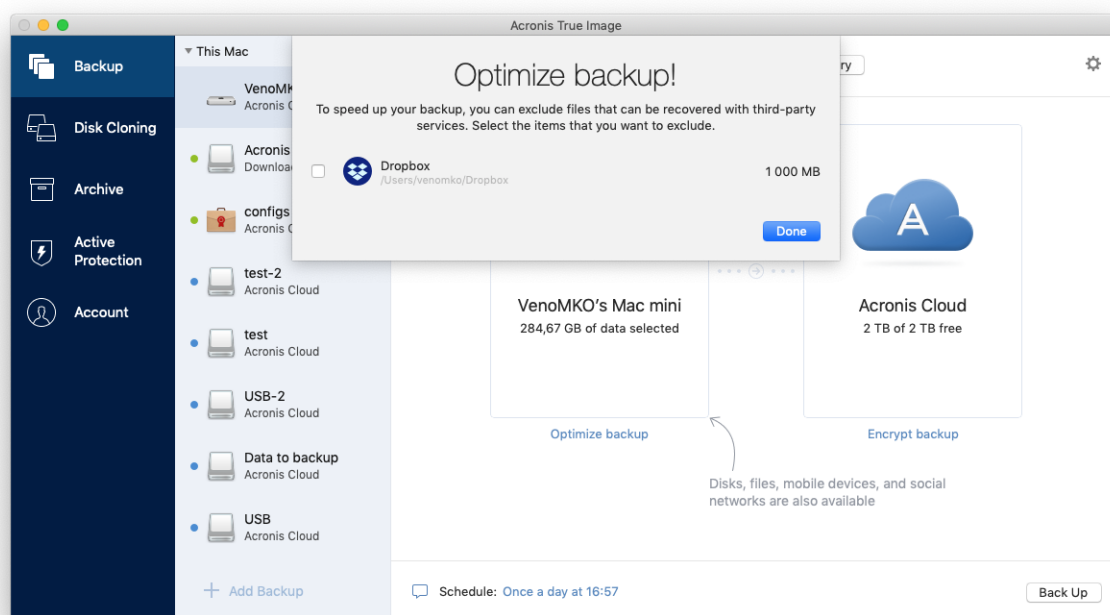 Acronis True Image
Backup
Disk Cloning
Archive
Active
Protection
Account
This Mac
VenoMK
Acronis C
Acronis
Downloa
configs
Acronis C
test-2
Acronis Cloud
test
Acronis Cloud
USB-2
Acronis Cloud
Data to backup
Acronis Cloud
USB
Acronis Cloud
Add Backup
Optimize backup!
To speed up your backup, you can exclude files that can be recovered with third-party
services. Select the items that you want to exclude.
Dropbox
/Users/venomko/Dropbox
1 000 MB
Done
ry
VenoMKO's Mac mini
284,67 GB of data selected
Optimize backup
A
Acronis Cloud
2 TB of 2 TB free
Encrypt backup
Disks, files, mobile devices, and social
networks are also available
Schedule: Once a day at 16:57
Back Up